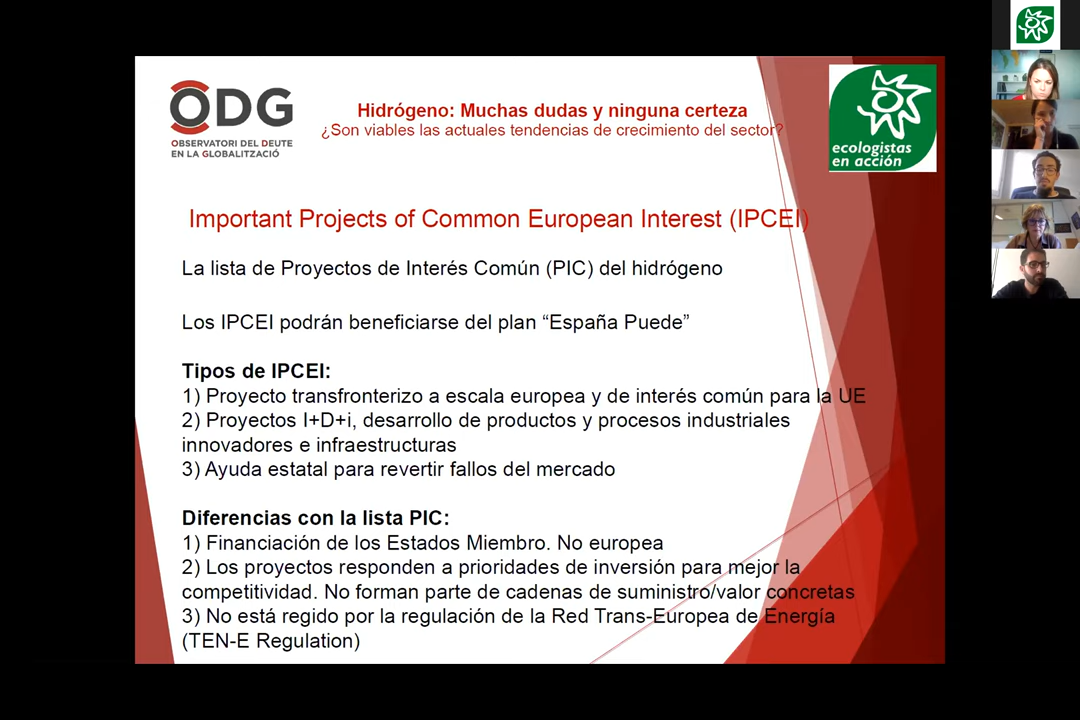 ODG
OBSERVATORI DEL DEUTE
EN LA GLOBALITZACIÓ
Hidrógeno: Muchas dudas y ninguna certeza
¿Son viables las actuales tendencias de crecimiento del sector?
ecologistas
en acción
Important Projects of Common European Interest (IPCEI)
La lista de Proyectos de Interés Común (PIC) del hidrógeno
Los IPCEI podrán beneficiarse del plan “España Puede”
Tipos de IPCEI:
1) Proyecto transfronterizo a escala europea y de interés común para la UE
2) Proyectos I+D+i, desarrollo de productos y procesos industriales
innovadores e infraestructuras
3) Ayuda estatal para revertir fallos del mercado
Diferencias con la lista PIC:
1) Financiación de los Estados Miembro. No europea
2) Los proyectos responden a prioridades de inversión para mejor la
competitividad. No forman parte de cadenas de suministro/valor concretas
3) No está regido por la regulación de la Red Trans-Europea de Energía
(TEN-E Regulation)